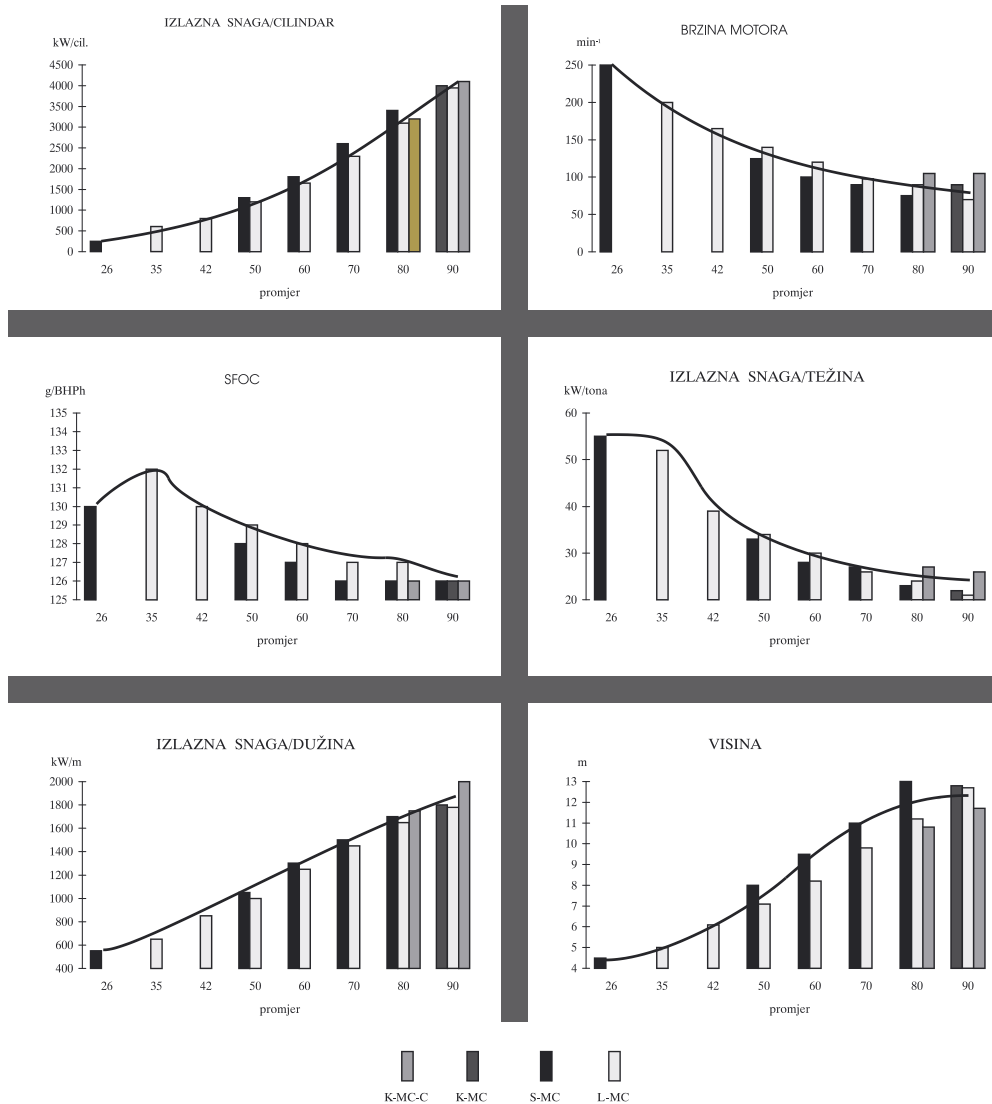 IZLAZNA SNAGA/CILINDAR
kW/cil.
4500
4000
3500
3000
2500
2000
1500
1000
500
0
26 35 42 50 60 70 80 90
promjer
BRZINA MOTORA
min-¹
250
200
150
100
50
0
26 35 42 50 60 70 80 90
promjer
SFOC
g/BHPh
135
134
133
132
131
130
129
128
127
126
125
26 35 42 50 60 70 80 90
promjer
IZLAZNA SNAGA/TEŽINA
kW/tona
60
50
40
30
20
26 35 42 50 60 70 80 90
promjer
IZLAZNA SNAGA/DUŽINA
kW/m
2000
1800
1600
1400
1200
1000
800
600
400
26 35 42 50 60 70 80 90
promjer
VISINA
m
13
12
11
10
9
8
7
6
5
4
26 35 42 50 60 70 80 90
promjer
K-MC-C K-MC S-MC L-MC